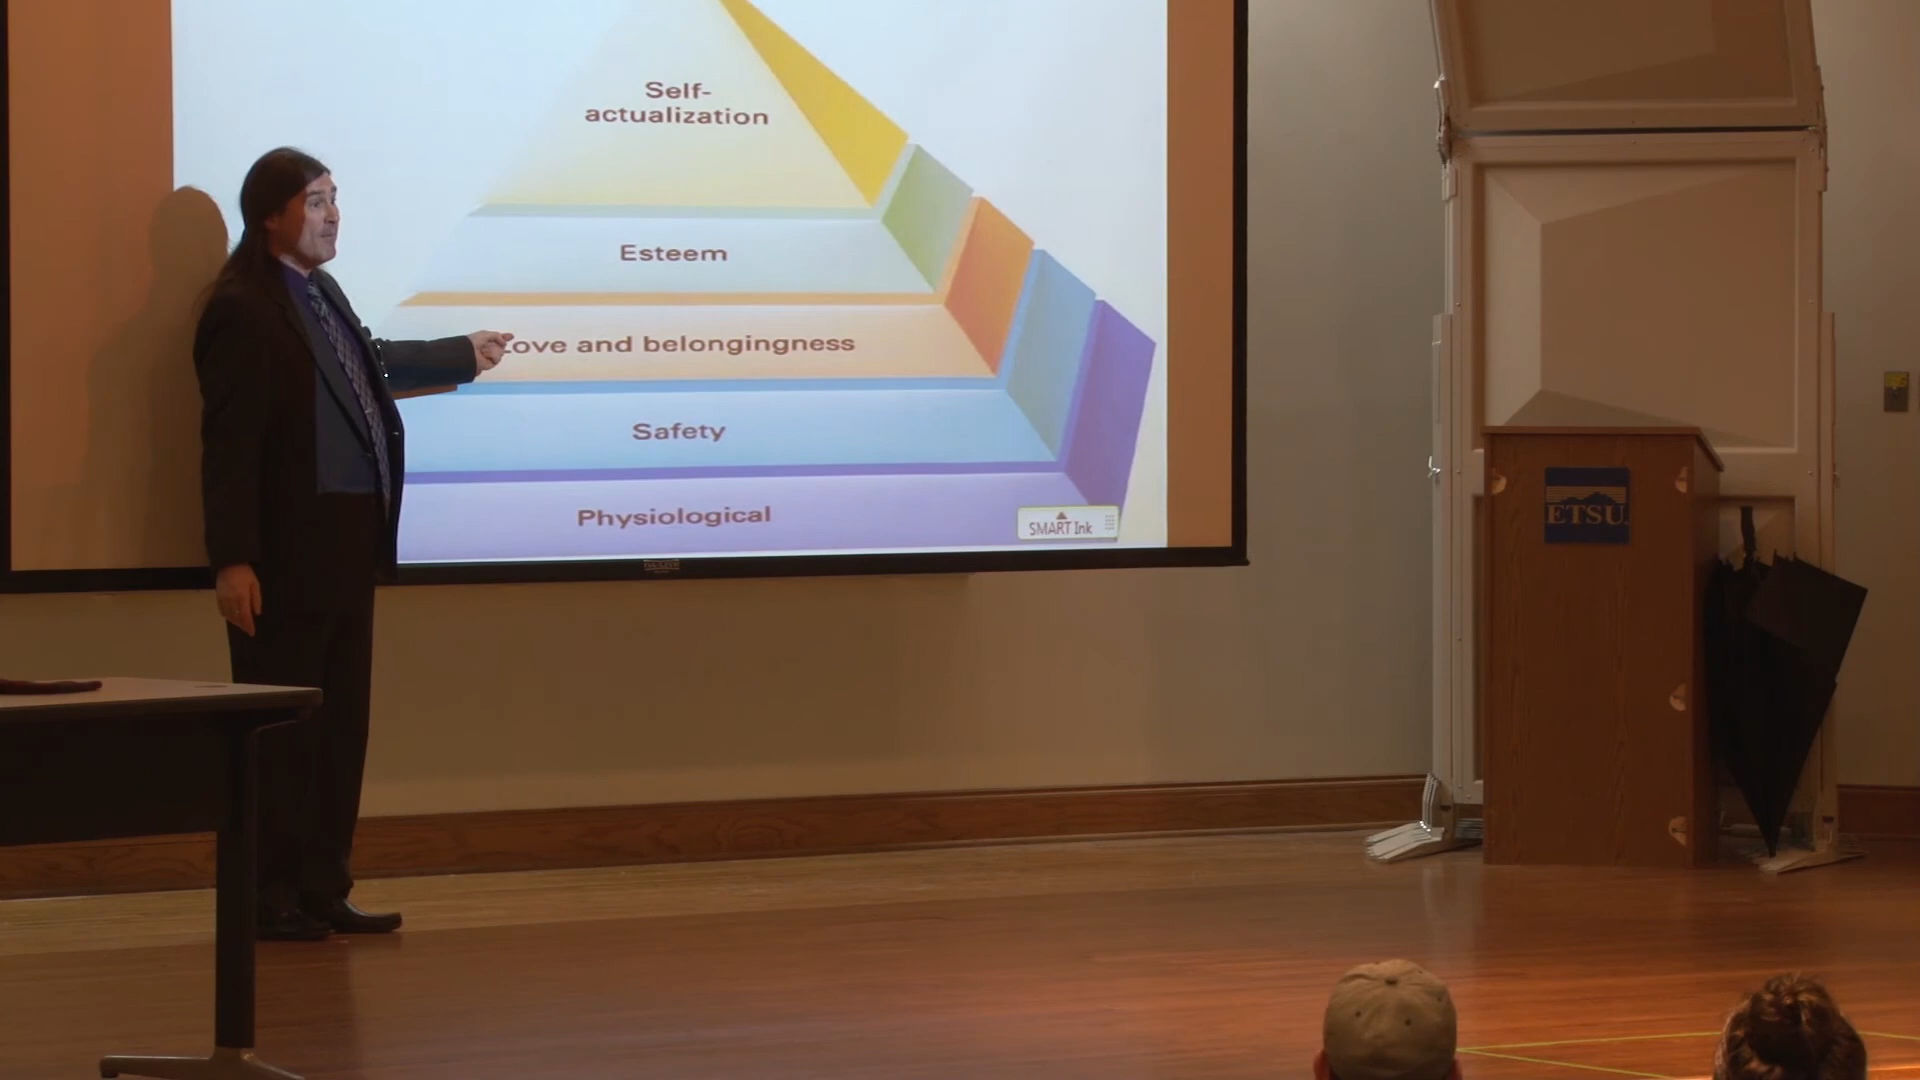 Self-
actualization
Esteem
Love and belongingness
Safety
Physiological
SMART Ink
ETSU